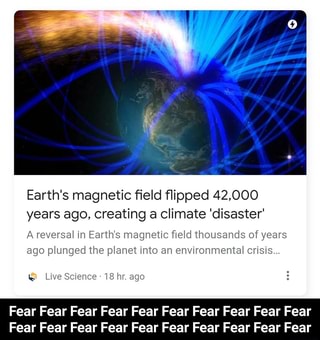 Earth's magnetic field flipped 42,000
years ago, creating a climate 'disaster'
A reversal in Earth's magnetic field thousands of years
ago plunged the planet into an environmental crisis...
Live Science · 18 hr. ago
Fear Fear Fear Fear Fear Fear Fear Fear Fear Fear
Fear Fear Fear Fear Fear Fear Fear Fear Fear Fear